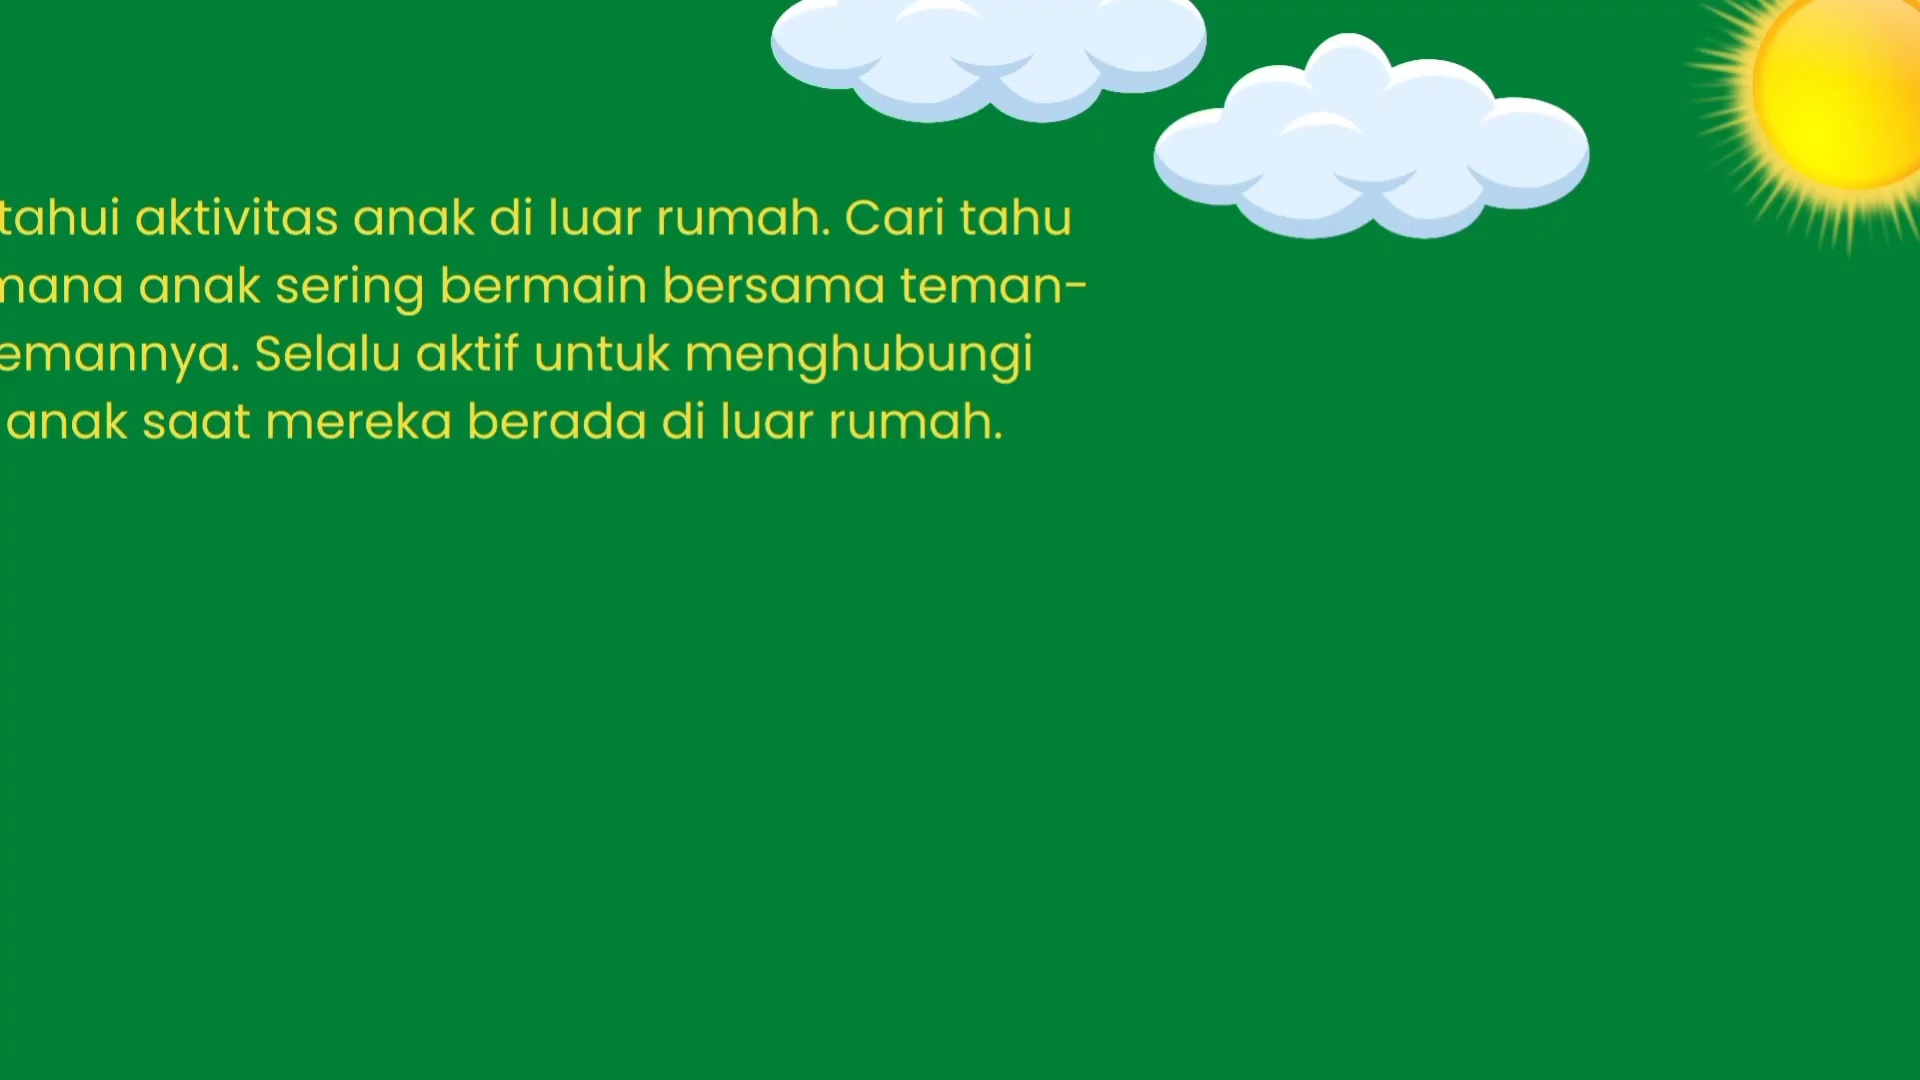 tahui aktivitas anak di luar rumah. Cari tahu
mana anak sering bermain bersama teman-
emannya. Selalu aktif untuk menghubungi
anak saat mereka berada di luar rumah.